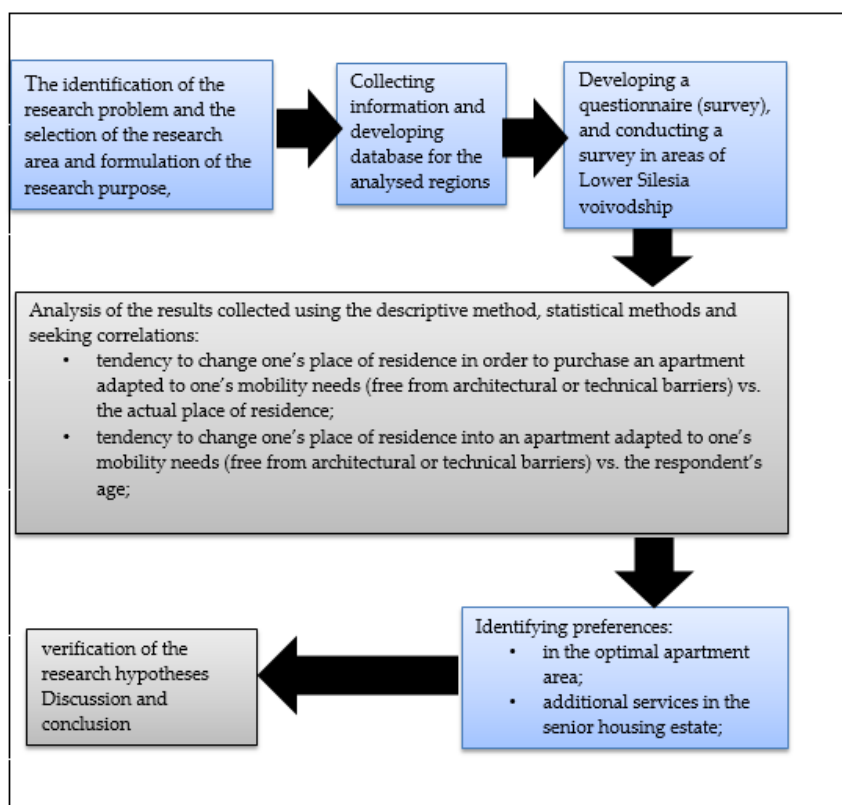 The identification of the
research problem and the
selection of the research
area and formulation of the
research purpose,
Collecting
information and
developing
database for the
analysed regions
Developing a
questionnaire (survey),
and conducting a
survey in areas of
Lower Silesia
voivodship
Analysis of the results collected using the descriptive method, statistical methods and
seeking correlations:
• tendency to change one's place of residence in order to purchase an apartment
adapted to one's mobility needs (free from architectural or technical barriers) vs.
the actual place of residence;
• tendency to change one's place of residence into an apartment adapted to one's
mobility needs (free from architectural or technical barriers) vs. the respondent's
age;
Identifying preferences:
• in the optimal apartment
area;
• additional services in the
senior housing estate;
verification of the
research hypotheses
Discussion and
conclusion